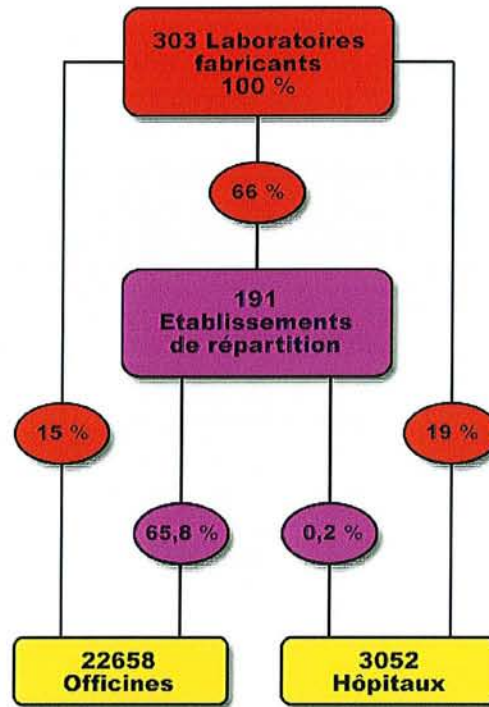 303 Laboratoires
fabricants
100 %
66 %
191
Etablissements
de répartition
15 %
19 %
65,8 %
0,2 %
22658
Officines
3052
Hôpitaux